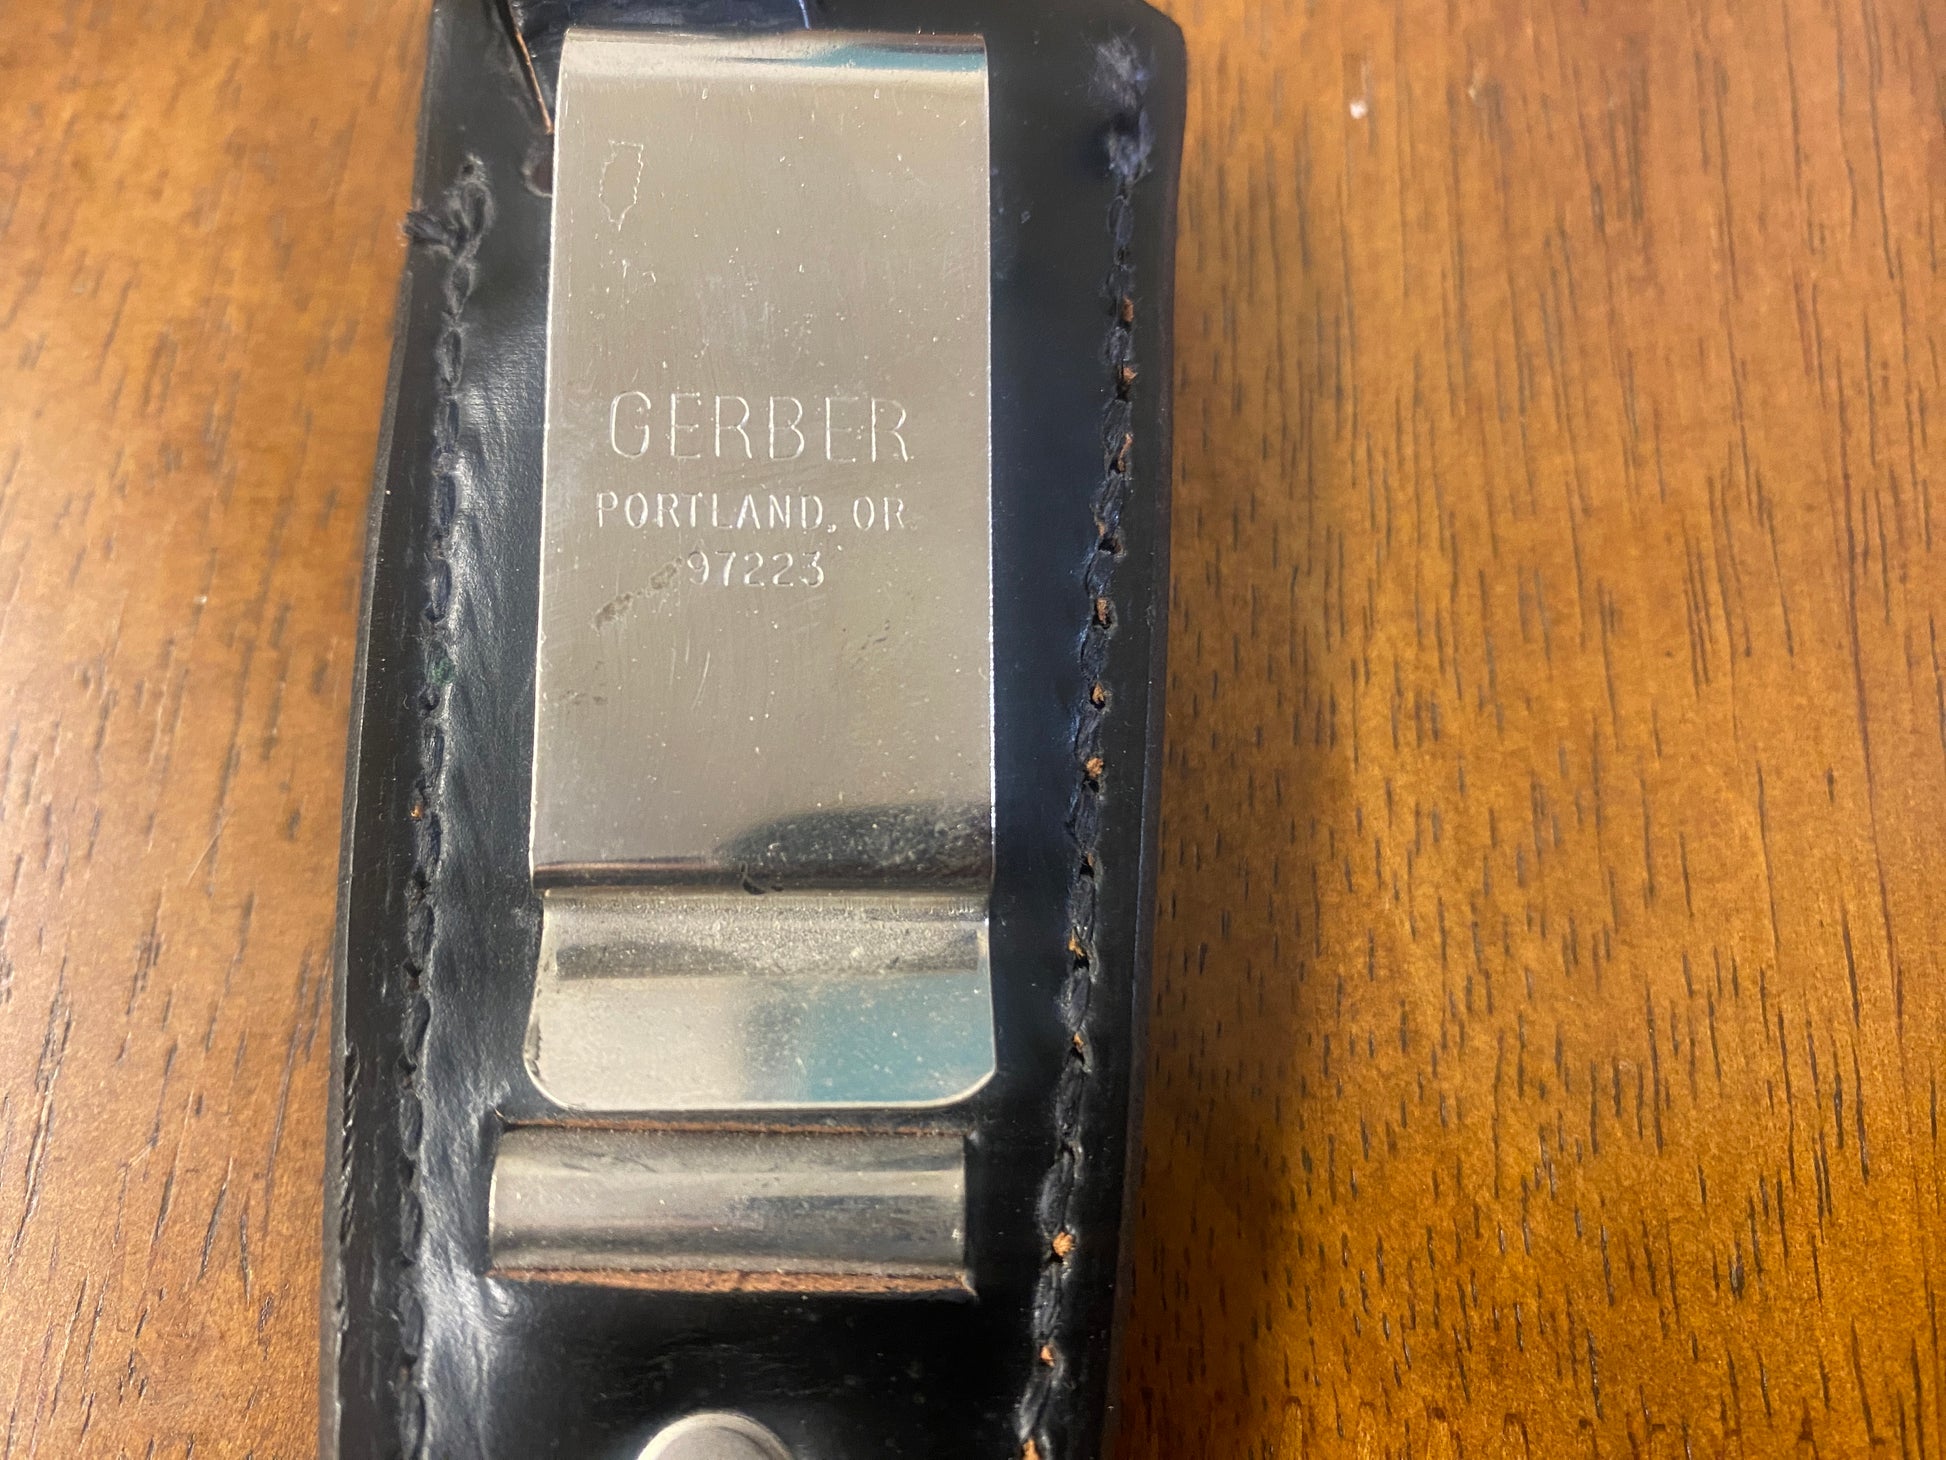 GERBER
PORTLAND, OR.
97223